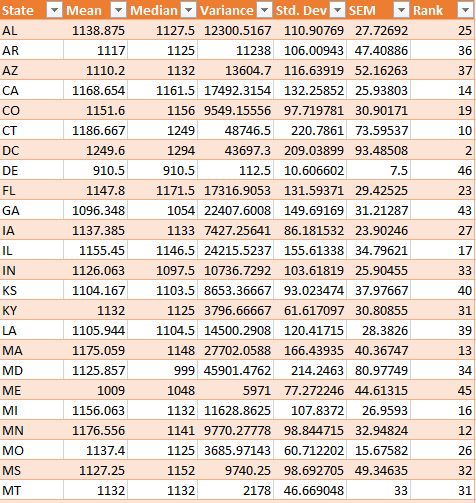 State Mean Median Variance Std. Dev SEM Rank
AL 1138.875 1127.5 12300.5167 110.90769 27.72692 25
AR 1117 1125 11238 106.00943 47.40886 36
AZ 1110.2 1132 13604.7 116.63919 52.16263 37
CA 1168.654 1161.5 17492.3154 132.25852 25.93803 14
CO 1151.6 1156 9549.15556 97.719781 30.90171 19
CT 1186.667 1249 48746.5 220.7861 73.59537 10
DC 1249.6 1294 43697.3 209.03899 93.48508 2
DE 910.5 910.5 112.5 10.606602 7.5 46
FL 1147.8 1171.5 17316.9053 131.59371 29.42525 23
GA 1096.348 1054 22407.6008 149.69169 31.21287 43
IA 1137.385 1133 7427.25641 86.181532 23.90246 27
IL 1155.45 1146.5 24215.5237 155.61338 34.79621 17
IN 1126.063 1097.5 10736.7292 103.61819 25.90455 33
KS 1104.167 1103.5 8653.36667 93.023474 37.97667 40
KY 1132 1125 3796.66667 61.617097 30.80855 31
LA 1105.944 1104.5 14500.2908 120.41715 28.3826 39
MA 1175.059 1148 27702.0588 166.43935 40.36747 13
MD 1125.857 999 45901.4762 214.2463 80.97749 34
ME 1009 1048 5971 77.272246 44.61315 45
MI 1156.063 1132 11628.8625 107.8372 26.9593 16
MN 1176.556 1141 9770.27778 98.844715 32.94824 12
MO 1137.4 1125 3685.97143 60.712202 15.67582 26
MS 1127.25 1152 9740.25 98.692705 49.34635 32
MT 1132 1132 2178 46.669048 33 31